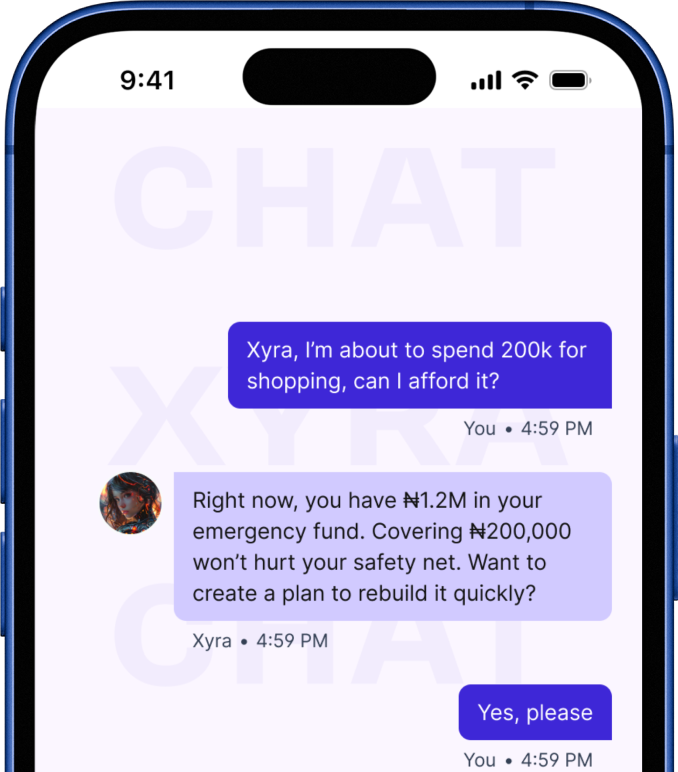 9:41
CHAT
Xyra, I’m about to spend 200k for
shopping, can I afford it?
You • 4:59 PM
XYRA
Right now, you have ₦1.2M in your
emergency fund. Covering ₦200,000
won’t hurt your safety net. Want to
create a plan to rebuild it quickly?
Xyra • 4:59 PM
CHAT
Yes, please
You • 4:59 PM